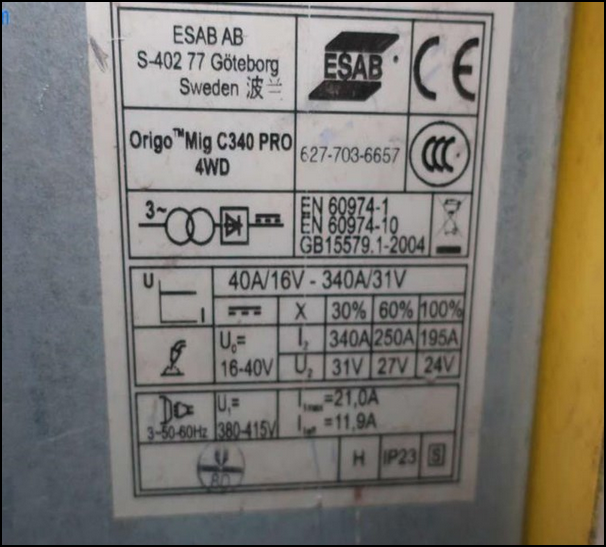 m
ESAB AB
S-402 77 Göteborg
Sweden 波兰
ESAB
CE
Origo™Mig C340 PRO
4WD
627-703-6657
CCC
3~
EN 60974-1
EN 60974-10
GB15579.1-2004
U
I
40A/16V - 340A/31V
X 30% 60% 100%
U₀=
16-40V
I₂ 340A 250A 195A
U₂ 31V 27V 24V
3~50-60Hz
U₁=
380-415V
I₁max=21,0A
I₁eff=11,9A
H IP23 S